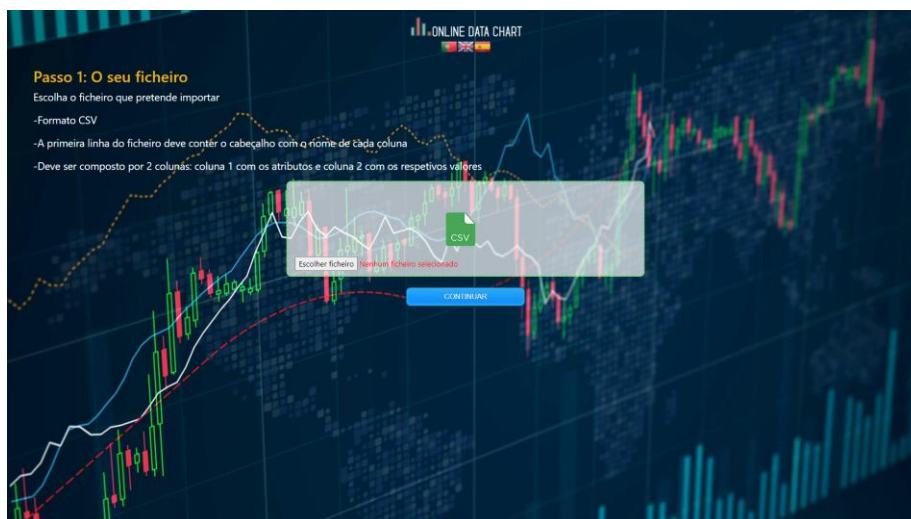 ONLINE DATA CHART
Passo 1: O seu ficheiro
Escolha o ficheiro que pretende importar
-Formato CSV
-A primeira linha do ficheiro deve conter o cabeçalho com o nome de cada coluna
-Deve ser composto por 2 colunas: coluna 1 com os atributos e coluna 2 com os respetivos valores
CSV
Escolher ficheiro Nenhum ficheiro selecionado
CONTINUAR